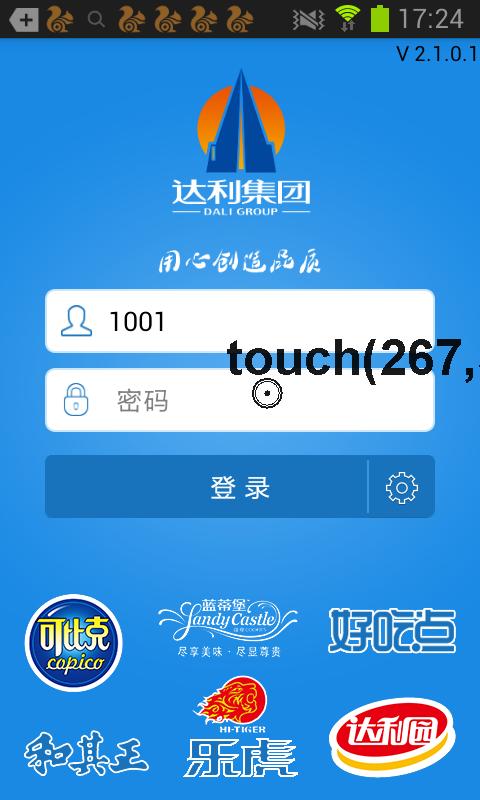 17:24
V 2.1.0.1
达利集团
DALI GROUP
用心创造品质
1001
touch(267,
密码
登录
可比克
copico
蓝蒂堡
Landy Castle
尽享美味·尽显尊贵
好吃点
和其正
HI-TIGER
乐虎
达利园